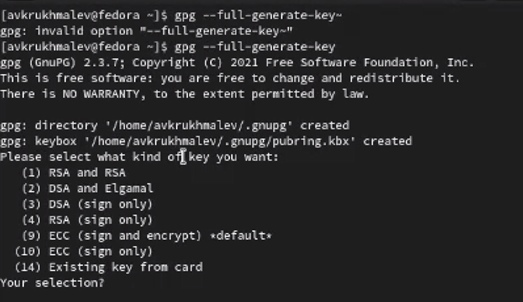 [avkrukhmalev@fedora ~]$ gpg --full-generate-key~
gpg: invalid option "--full-generate-key~"
[avkrukhmalev@fedora ~]$ gpg --full-generate-key
gpg (GnuPG) 2.3.7; Copyright (C) 2021 Free Software Foundation, Inc.
This is free software: you are free to change and redistribute it.
There is NO WARRANTY, to the extent permitted by law.
gpg: directory '/home/avkrukhmalev/.gnupg' created
gpg: keybox '/home/avkrukhmalev/.gnupg/pubring.kbx' created
Please select what kind of key you want:
(1) RSA and RSA
(2) DSA and Elgamal
(3) DSA (sign only)
(4) RSA (sign only)
(9) ECC (sign and encrypt) *default*
(10) ECC (sign only)
(14) Existing key from card
Your selection?